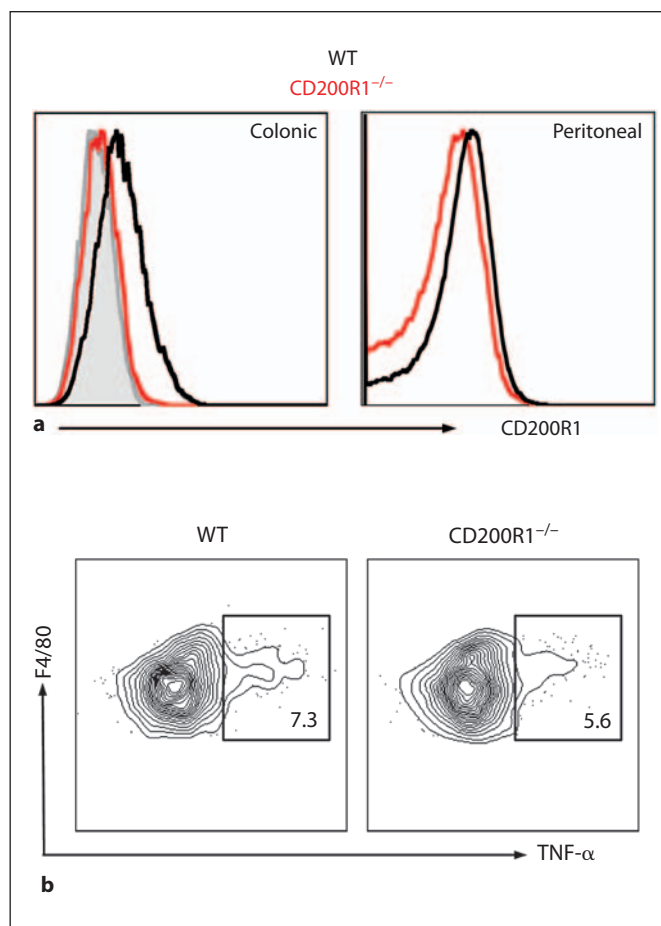 WT
CD200R1⁻/⁻
Colonic
Peritoneal
a
CD200R1
WT
CD200R1⁻/⁻
F4/80
7.3
5.6
TNF-α
b